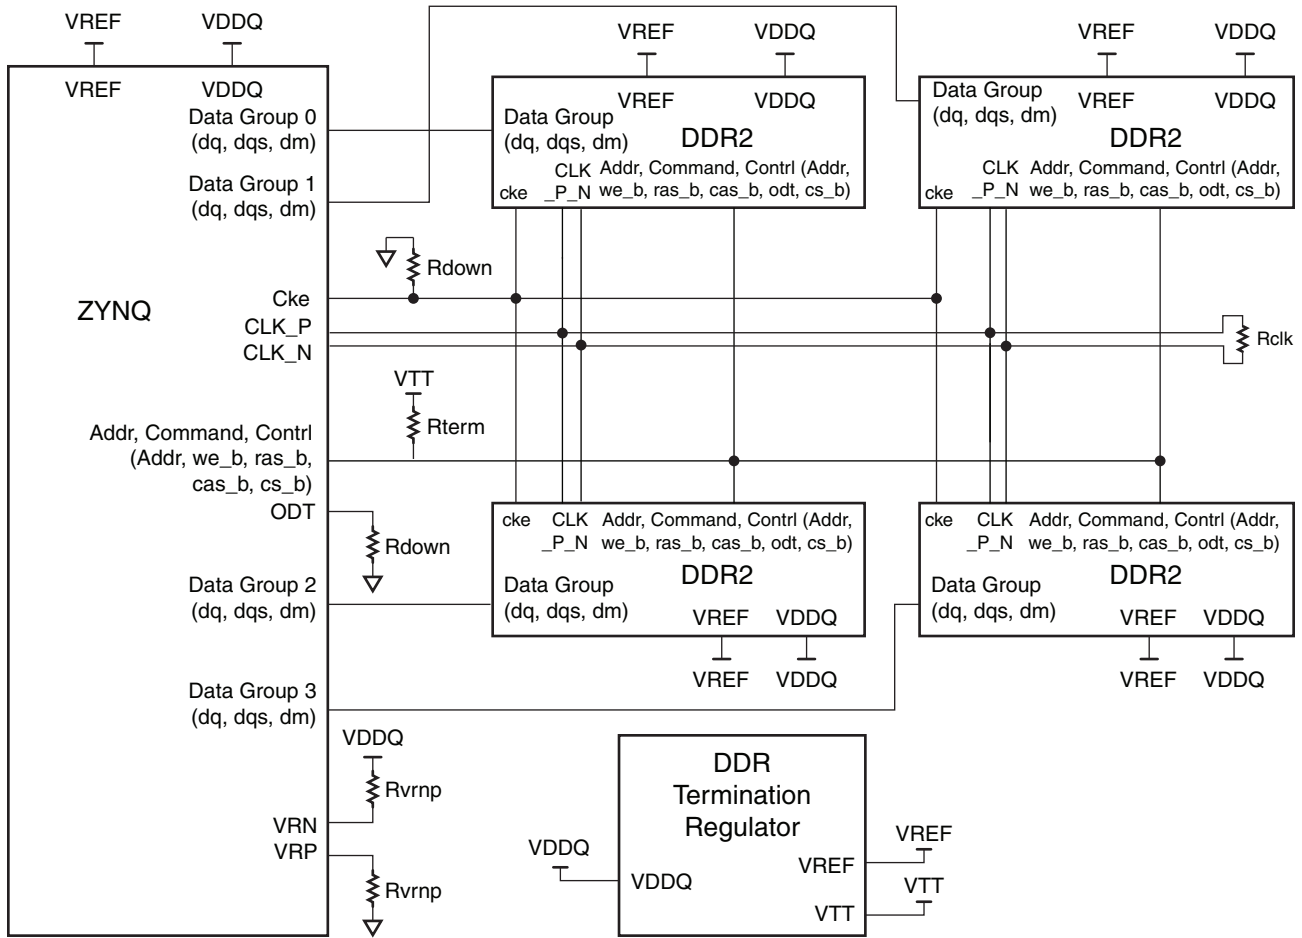 VREF
VDDQ
VREF
VDDQ
VREF
VDDQ
VREF
VDDQ
Data Group 0
(dq, dqs, dm)
Data Group 1
(dq, dqs, dm)
ZYNQ
Cke
CLK_P
CLK_N
Addr, Command, Contrl
(Addr, we_b, ras_b,
cas_b, cs_b)
ODT
Data Group 2
(dq, dqs, dm)
Data Group 3
(dq, dqs, dm)
VRN
VRP
Rdown
VTT
Rterm
Rdown
VDDQ
Rvrnp
Rvrnp
Rclk
Data Group
(dq, dqs, dm)
VREF
VDDQ
DDR2
cke
CLK
_P_N
Addr, Command, Contrl (Addr,
we_b, ras_b, cas_b, odt, cs_b)
Data Group
(dq, dqs, dm)
VREF
VDDQ
DDR2
cke
CLK
_P_N
Addr, Command, Contrl (Addr,
we_b, ras_b, cas_b, odt, cs_b)
cke
CLK
_P_N
Addr, Command, Contrl (Addr,
we_b, ras_b, cas_b, odt, cs_b)
DDR2
Data Group
(dq, dqs, dm)
VREF
VDDQ
VREF
VDDQ
cke
CLK
_P_N
Addr, Command, Contrl (Addr,
we_b, ras_b, cas_b, odt, cs_b)
DDR2
Data Group
(dq, dqs, dm)
VREF
VDDQ
VREF
VDDQ
DDR
Termination
Regulator
VDDQ
VDDQ
VREF
VREF
VTT
VTT